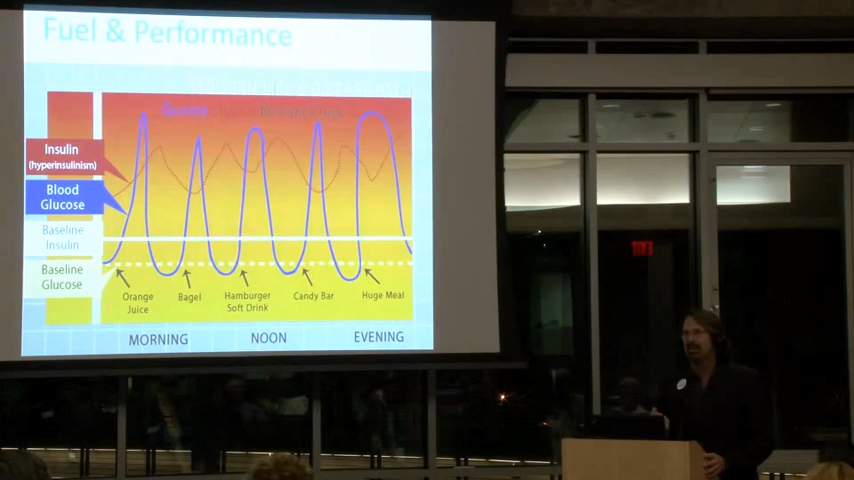 Fuel & Performance
Insulin
(hyperinsulinism)
Blood
Glucose
Baseline
Insulin
Baseline
Glucose
Orange
Juice
Bagel
Hamburger
Soft Drink
Candy Bar
Huge Meal
MORNING
NOON
EVENING